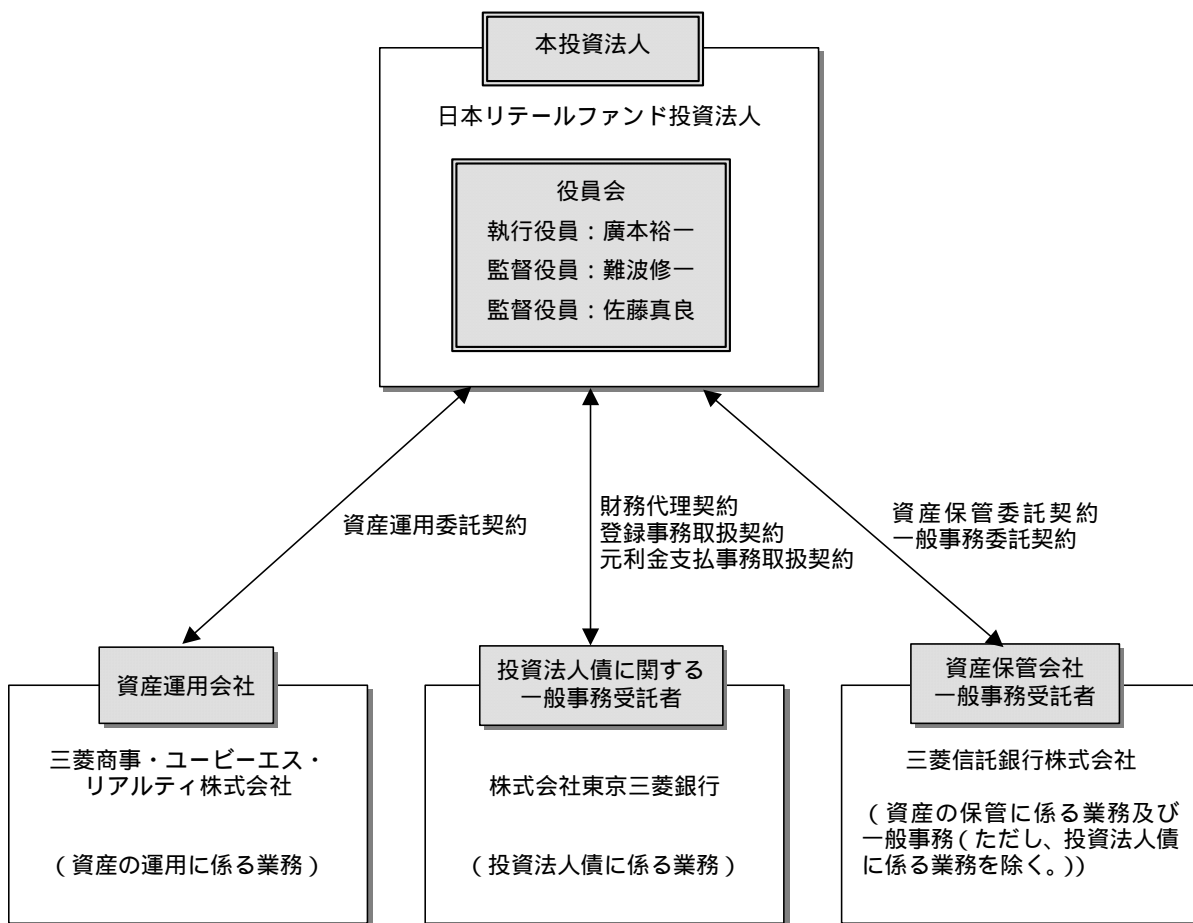 本投資法人
日本リテールファンド投資法人
役員会
執行役員：廣本裕一
監督役員：難波修一
監督役員：佐藤真良
資産運用委託契約
財務代理契約
登録事務取扱契約
元利金支払事務取扱契約
資産保管委託契約
一般事務委託契約
資産運用会社
三菱商事・ユービーエス・
リアルティ株式会社
（資産の運用に係る業務）
投資法人債に関する
一般事務受託者
株式会社東京三菱銀行
（投資法人債に係る業務）
資産保管会社
一般事務受託者
三菱信託銀行株式会社
（資産の保管に係る業務及び
一般事務（ただし、投資法人債
に係る業務を除く。））